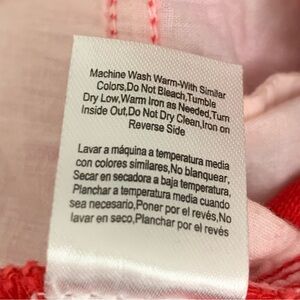 Machine Wash Warm-With Similar
Colors,Do Not Bleach,Tumble
Dry Low,Warm Iron as Needed,Turn
Inside Out,Do Not Dry Clean,Iron on
Reverse Side
Lavar a máquina a temperatura media
con colores similares,No blanquear,
Secar en secadora a baja temperatura,
Planchar a temperatura media cuando
sea necesario,Poner por el revés,No
lavar en seco,Planchar por el revés